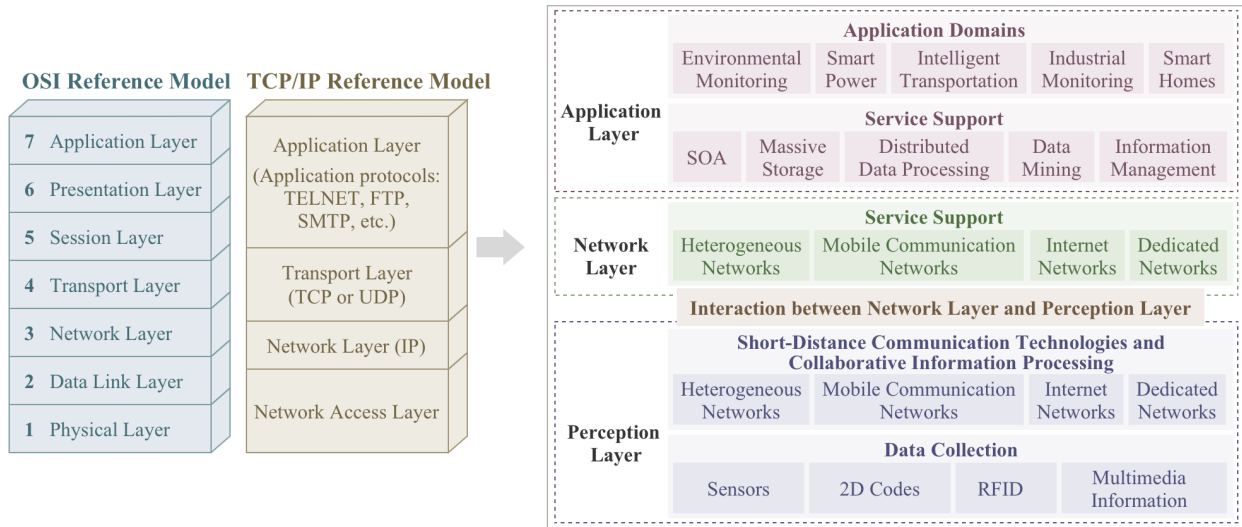 OSI Reference Model
7 Application Layer
6 Presentation Layer
5 Session Layer
4 Transport Layer
3 Network Layer
2 Data Link Layer
1 Physical Layer
TCP/IP Reference Model
Application Layer
(Application protocols:
TELNET, FTP,
SMTP, etc.)
Transport Layer
(TCP or UDP)
Network Layer (IP)
Network Access Layer
Application
Layer
Application Domains
Environmental
Monitoring
Smart
Power
Intelligent
Transportation
Industrial
Monitoring
Smart
Homes
Service Support
SOA
Massive
Storage
Distributed
Data Processing
Data
Mining
Information
Management
Network
Layer
Service Support
Heterogeneous
Networks
Mobile Communication
Networks
Internet
Networks
Dedicated
Networks
Interaction between Network Layer and Perception Layer
Perception
Layer
Short-Distance Communication Technologies and
Collaborative Information Processing
Heterogeneous
Networks
Mobile Communication
Networks
Internet
Networks
Dedicated
Networks
Data Collection
Sensors
2D Codes
RFID
Multimedia
Information